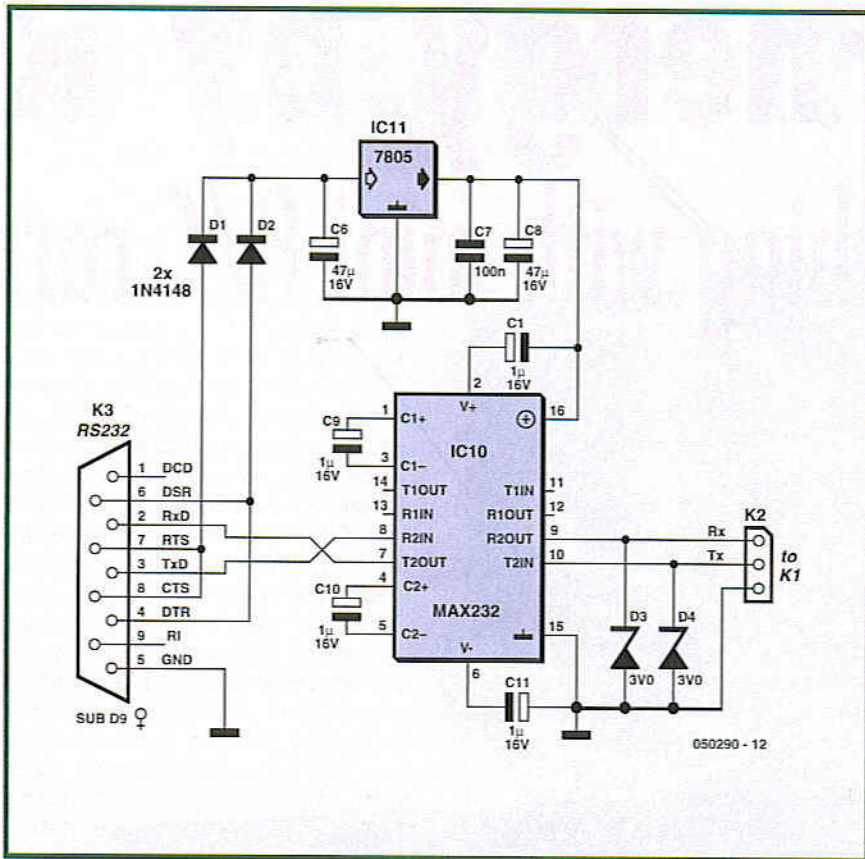 IC11
7805
D1
D2
2x
1N4148
C6
47µ
16V
C7
100n
C8
47µ
16V
C1
1µ
16V
2
V+
16
K3
RS232
1 DCD
6 DSR
2 RxD
7 RTS
3 TxD
8 CTS
4 DTR
9 RI
5 GND
SUB D9
C9
1µ
16V
1 C1+
3 C1–
14 T1OUT
13 R1IN
8 R2IN
7 T2OUT
4 C2+
5 C2–
C10
1µ
16V
IC10
MAX232
T1IN 11
R1OUT 12
R2OUT 9
T2IN 10
15
V-
6
C11
1µ
16V
Rx
Tx
K2
to
K1
D3
3V0
D4
3V0
050290 - 12